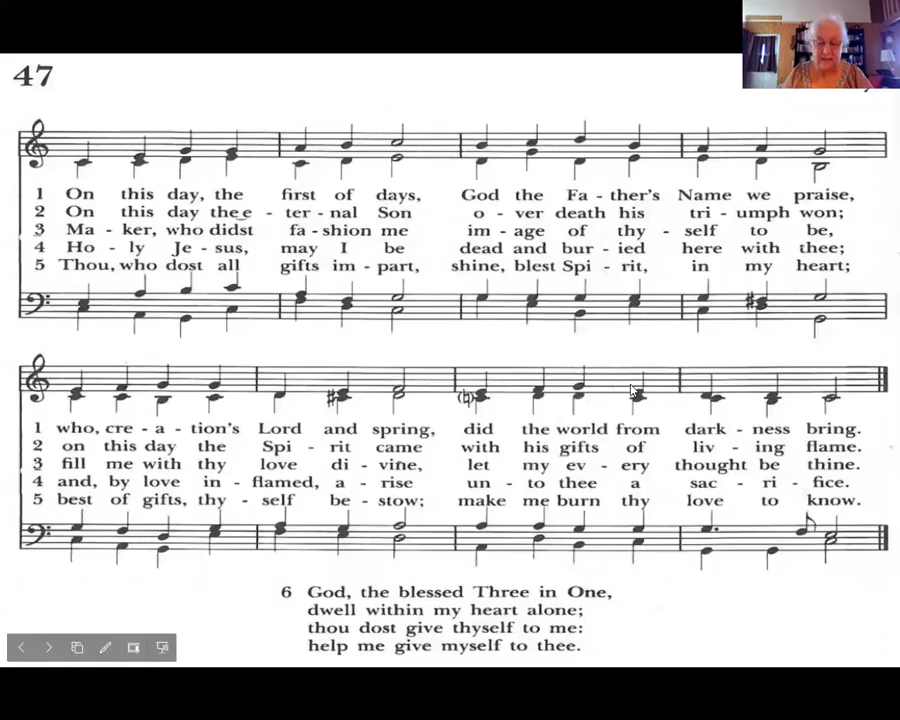 47
1 On this day, the first of days, God the Fa - ther's Name we praise,
2 On this day the e - ter - nal Son o - ver death his tri - umph won;
3 Ma - ker, who didst fa - shion me im - age of thy - self to be,
4 Ho - ly Je - sus, may I be dead and bur - ied here with thee;
5 Thou, who dost all gifts im - part, shine, blest Spi - rit, in my heart;
1 who, cre - a - tion's Lord and spring, did the world from dark - ness bring.
2 on this day the Spi - rit came with his gifts of liv - ing flame.
3 fill me with thy love di - vine, let my ev - ery thought be thine.
4 and, by love in - flamed, a - rise un - to thee a sac - ri - fice.
5 best of gifts, thy - self be - stow; make me burn thy love to know.
6 God, the blessed Three in One,
dwell within my heart alone;
thou dost give thyself to me:
help me give myself to thee.